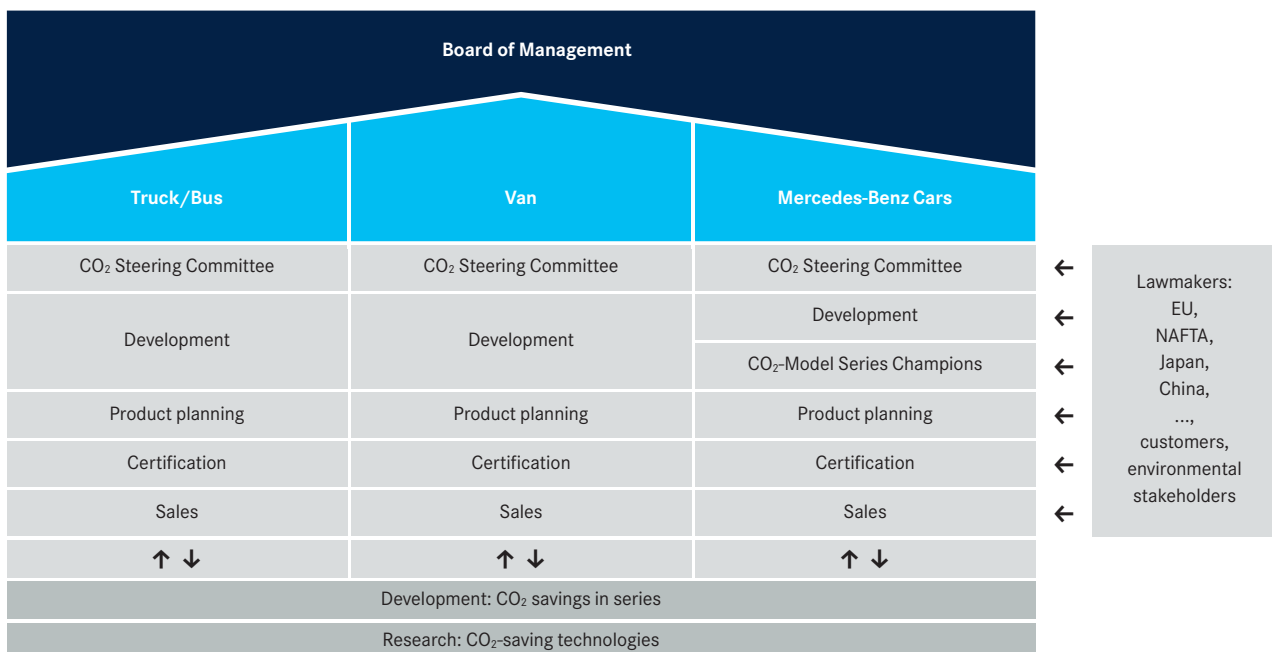 Board of Management
Truck/Bus
Van
Mercedes-Benz Cars
CO₂ Steering Committee
CO₂ Steering Committee
CO₂ Steering Committee
←
Development
Development
Development
←
CO₂-Model Series Champions
←
Product planning
Product planning
Product planning
←
Certification
Certification
Certification
←
Sales
Sales
Sales
←
↑ ↓
↑ ↓
↑ ↓
Lawmakers:
EU,
NAFTA,
Japan,
China,
...,
customers,
environmental
stakeholders
Development: CO₂ savings in series
Research: CO₂-saving technologies